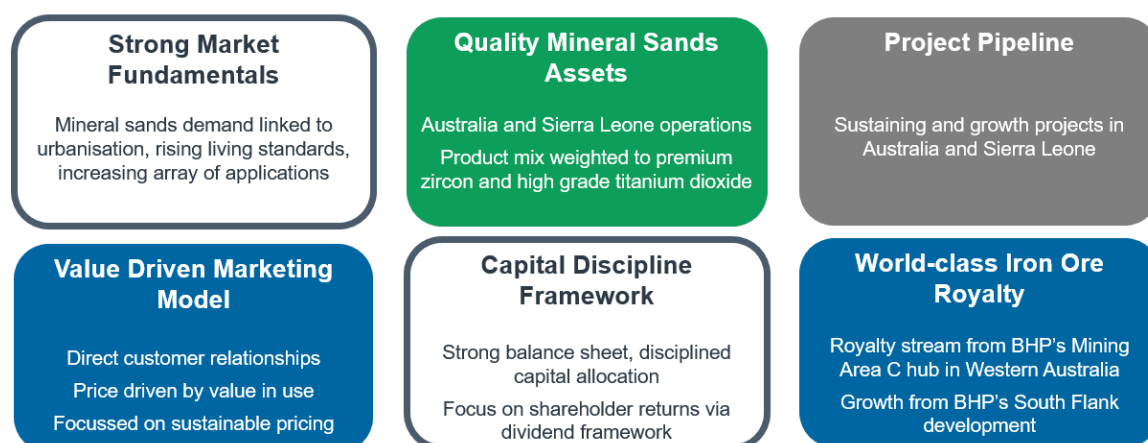 Strong Market
Fundamentals
Mineral sands demand linked to
urbanisation, rising living standards,
increasing array of applications
Quality Mineral Sands
Assets
Australia and Sierra Leone operations
Product mix weighted to premium
zircon and high grade titanium dioxide
Project Pipeline
Sustaining and growth projects in
Australia and Sierra Leone
Value Driven Marketing
Model
Direct customer relationships
Price driven by value in use
Focussed on sustainable pricing
Capital Discipline
Framework
Strong balance sheet, disciplined
capital allocation
Focus on shareholder returns via
dividend framework
World-class Iron Ore
Royalty
Royalty stream from BHP's Mining
Area C hub in Western Australia
Growth from BHP's South Flank
development